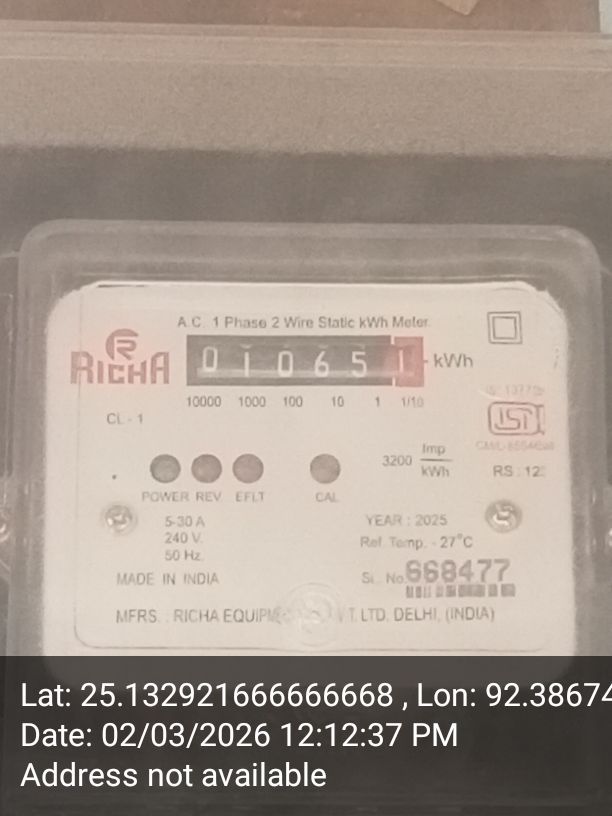 A.C. 1 Phase 2 Wire Static kWh Meter
RICHA
0 1 0 6 5 1 kWh
10000 1000 100 10 1 1/10
CL - 1
ISI
3200 Imp/kWh
RS : 12
POWER REV. EFLT CAL
5-30 A
240 V.
50 Hz.
YEAR : 2025
Ref. Temp. - 27°C
MADE IN INDIA
SL. No. 668477
MFRS. : RICHA LTD. DELHI, (INDIA)
Lat: 25.132921666666668 , Lon: 92.38674
Date: 02/03/2026 12:12:37 PM
Address not available